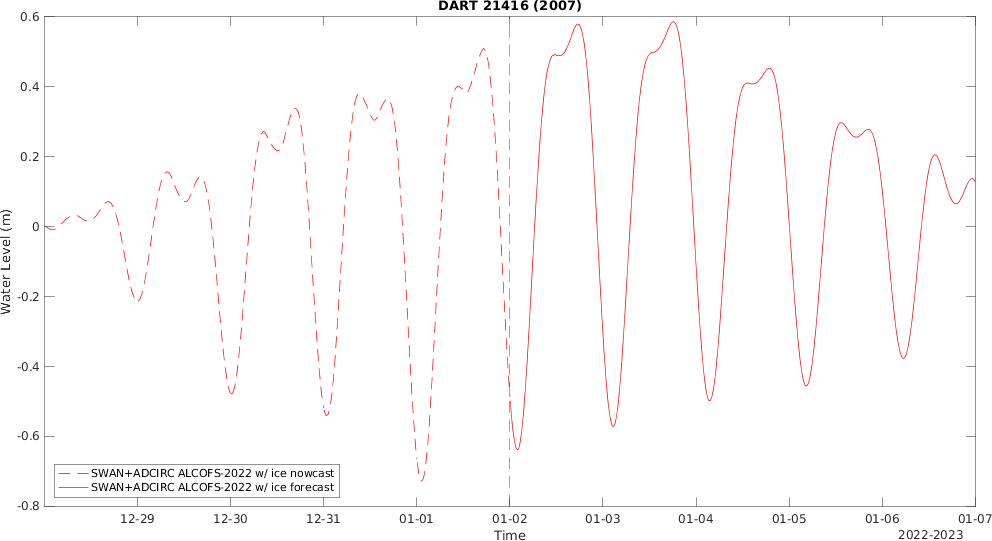 DART 21416 (2007)
0.6
0.4
0.2
0
-0.2
-0.4
-0.6
-0.8
Water Level (m)
SWAN+ADCIRC ALCOFS-2022 w/ ice nowcast
SWAN+ADCIRC ALCOFS-2022 w/ ice forecast
12-29 12-30 12-31 01-01 01-02 01-03 01-04 01-05 01-06 01-07
Time
2022-2023